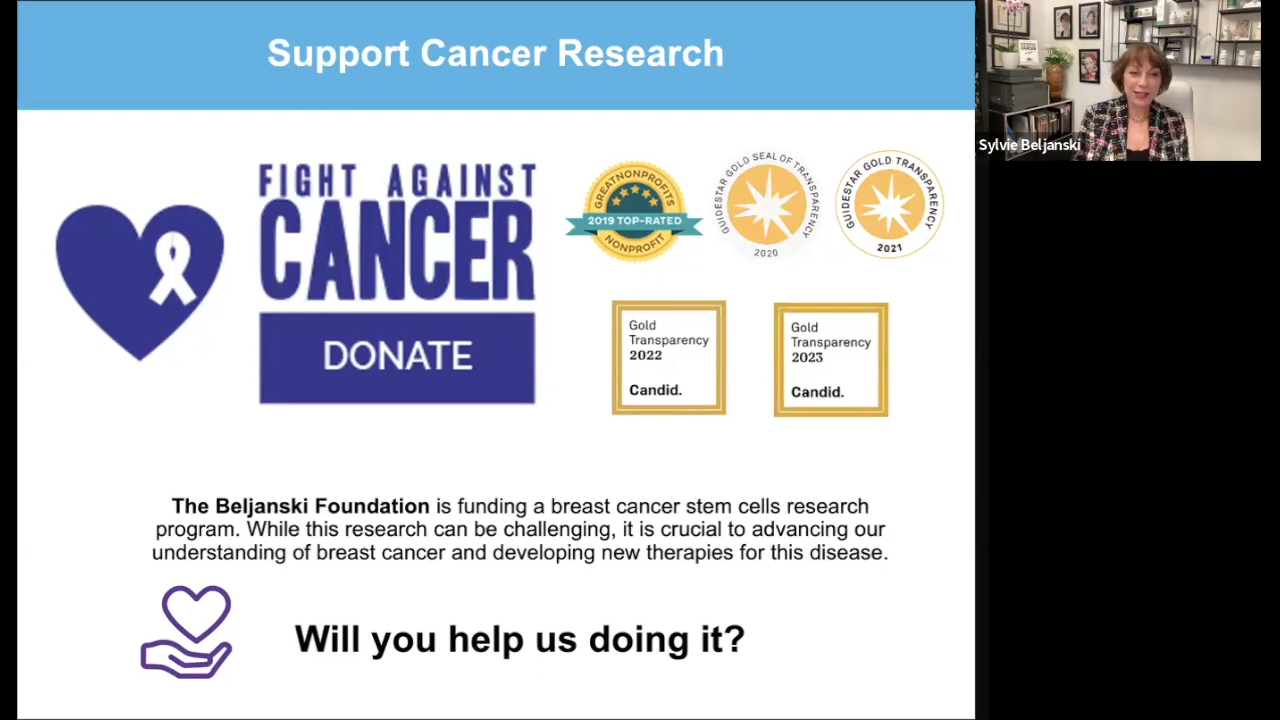 Support Cancer Research
Sylvie Beljanski
FIGHT AGAINST
CANCER
DONATE
GREATNONPROFITS
2019 TOP-RATED
NONPROFIT
GUIDESTAR GOLD SEAL OF TRANSPARENCY
2020
GUIDESTAR GOLD TRANSPARENCY
2021
Gold
Transparency
2022
Candid.
Gold
Transparency
2023
Candid.
The Beljanski Foundation is funding a breast cancer stem cells research
program. While this research can be challenging, it is crucial to advancing our
understanding of breast cancer and developing new therapies for this disease.
Will you help us doing it?